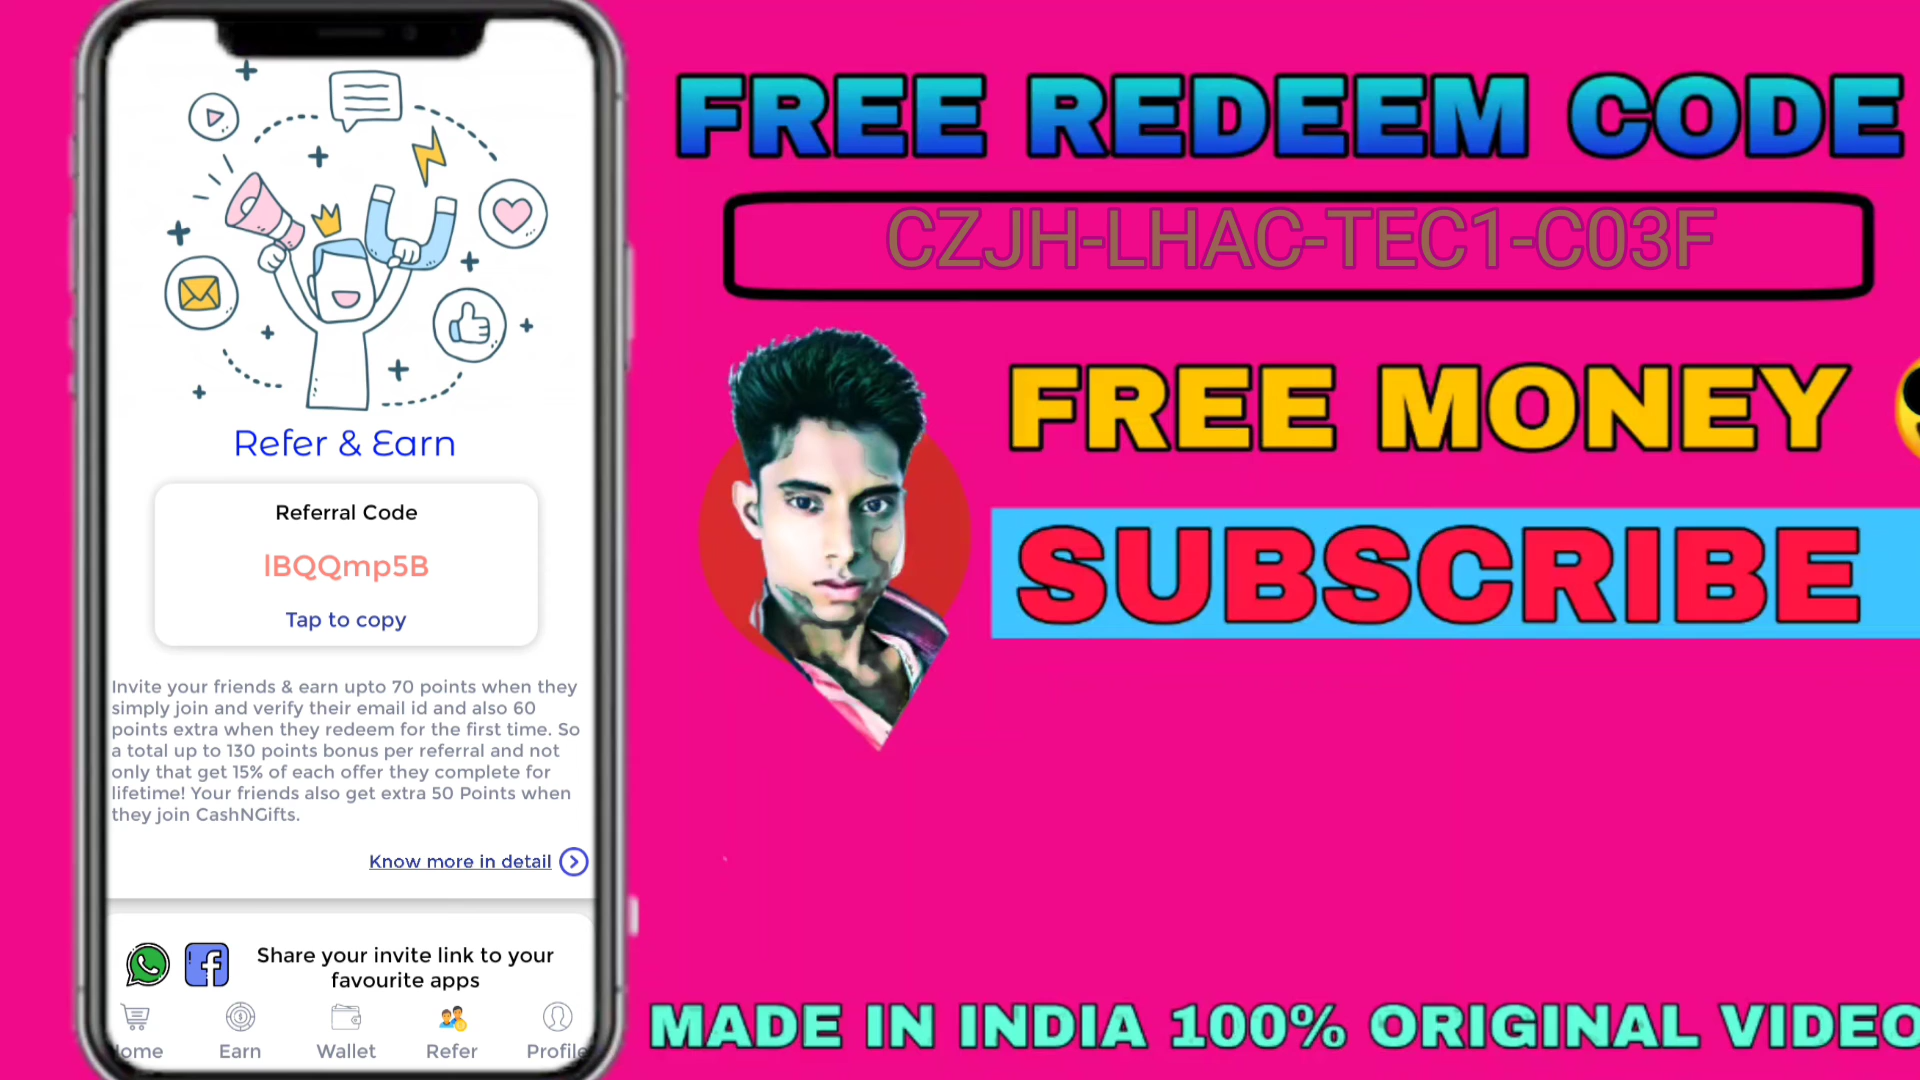 Refer & Earn
Referral Code
lBQQmp5B
Tap to copy
Invite your friends & earn upto 70 points when they
simply join and verify their email id and also 60
points extra when they redeem for the first time. So
a total up to 130 points bonus per referral and not
only that get 15% of each offer they complete for
lifetime! Your friends also get extra 50 Points when
they join CashNGifts.
Know more in detail
Share your invite link to your
favourite apps
ome Earn Wallet Refer Profile
FREE REDEEM CODE
CZJH-LHAC-TEC1-C03F
FREE MONEY
SUBSCRIBE
MADE IN INDIA 100% ORIGINAL VIDEO